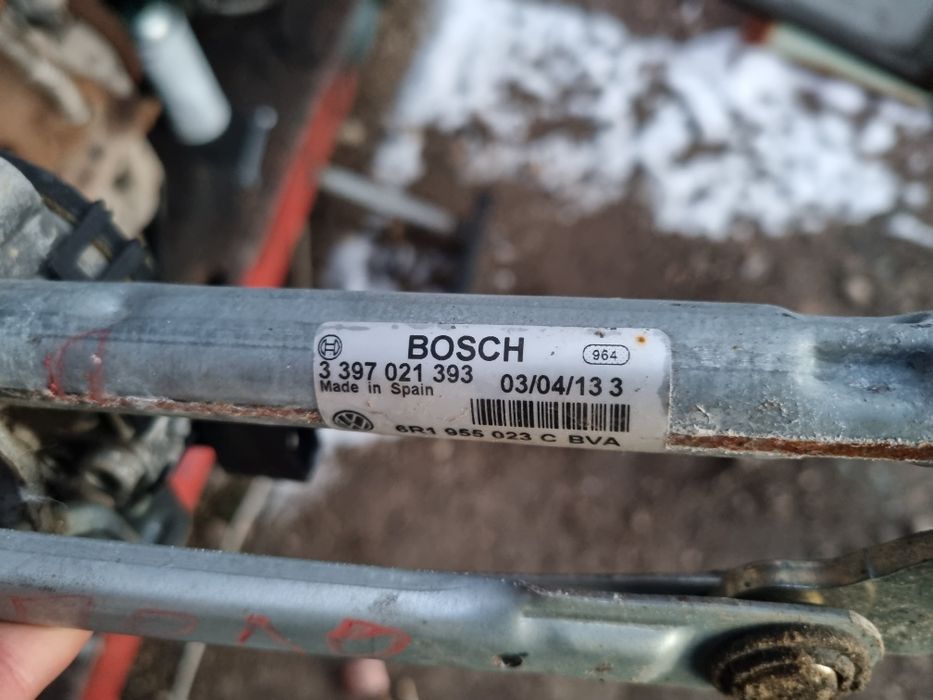 BOSCH
964
3 397 021 393
03/04/13 3
Made in Spain
6R1 955 023 C BVA